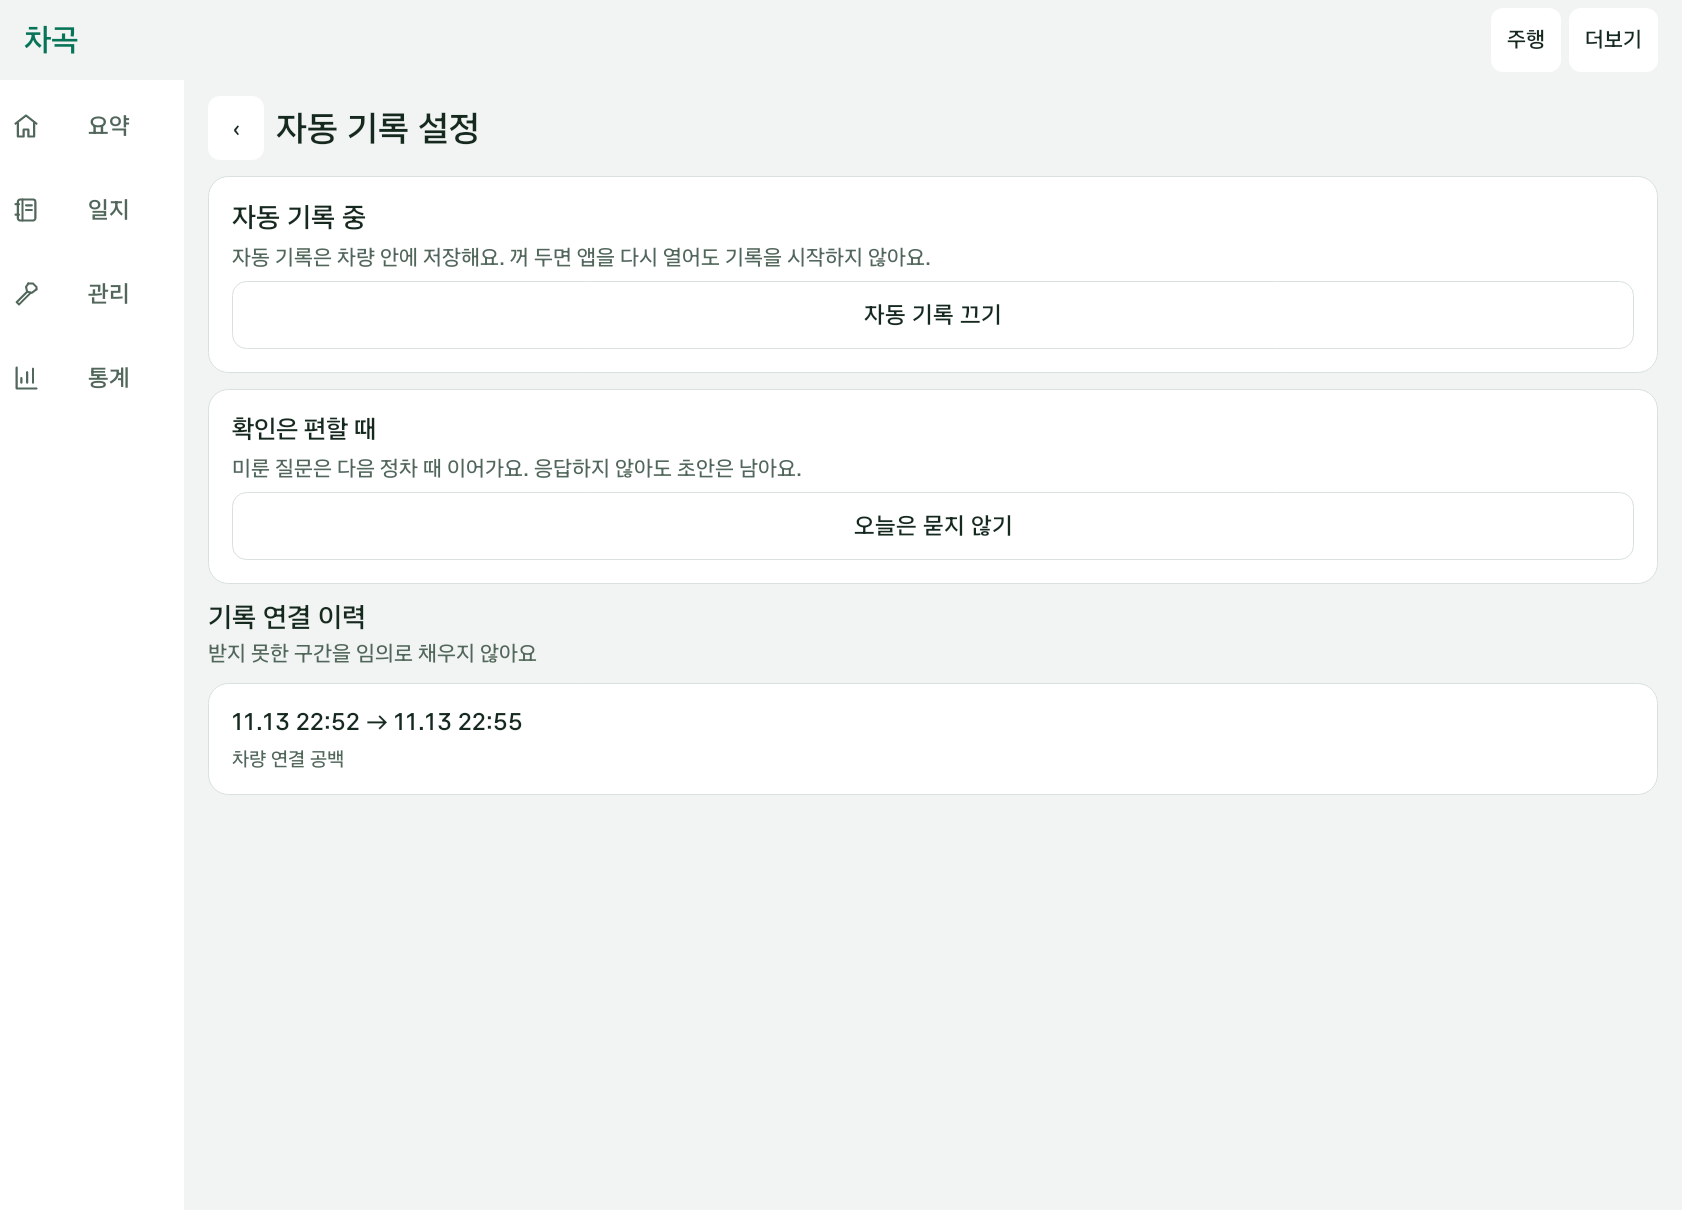 차곡
주행
더보기
요약
일지
관리
통계
‹
자동 기록 설정
자동 기록 중
자동 기록은 차량 안에 저장해요. 꺼 두면 앱을 다시 열어도 기록을 시작하지 않아요.
자동 기록 끄기
확인은 편할 때
미룬 질문은 다음 정차 때 이어가요. 응답하지 않아도 초안은 남아요.
오늘은 묻지 않기
기록 연결 이력
받지 못한 구간을 임의로 채우지 않아요
11.13 22:52 → 11.13 22:55
차량 연결 공백